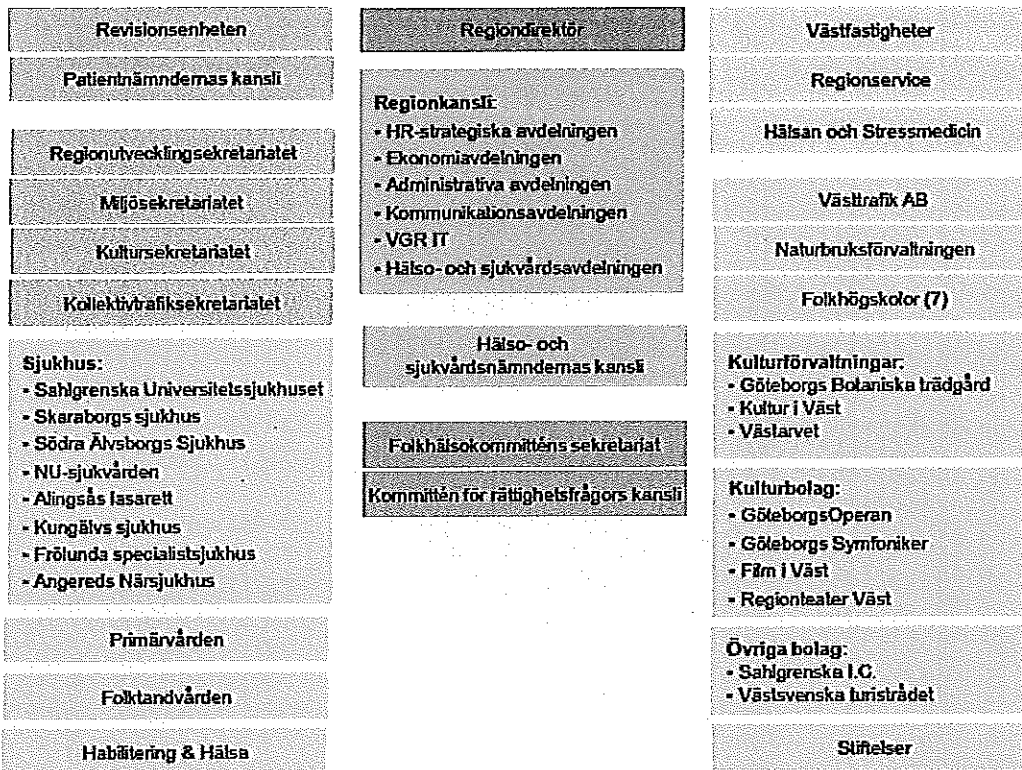 Revisionsenheten
Patientnämndernas kansli
Regionutvecklingsekretariatet
Miljösekretariatet
Kultursekretariatet
Kollektivtrafiksekretariatet
Sjukhus:
- Sahlgrenska Universitetssjukhuset
- Skaraborgs sjukhus
- Södra Älvsborgs Sjukhus
- NU-sjukvården
- Alingsås lasarett
- Kungälvs sjukhus
- Frölunda specialistsjukhus
- Angereds Närsjukhus
Primärvården
Folktandvården
Habilitering & Hälsa
Regiondirektör
Regionkansli:
- HR-strategiska avdelningen
- Ekonomiavdelningen
- Administrativa avdelningen
- Kommunikationsavdelningen
- VGR IT
- Hälso- och sjukvårdsavdelningen
Hälso- och
sjukvårdsnämndernas kansli
Folkhälsokommitténs sekretariat
Kommittén för rättighetsfrågors kansli
Västfastigheter
Regionservice
Hälsan och Stressmedicin
Västtrafik AB
Naturbruksförvaltningen
Folkhögskolor (7)
Kulturförvaltningar:
- Göteborgs Botaniska trädgård
- Kultur i Väst
- Västarvet
Kulturbolag:
- GöteborgsOperan
- Göteborgs Symfoniker
- Film i Väst
- Regionteater Väst
Övriga bolag:
- Sahlgrenska I.C.
- Västsvenska turistrådet
Stiftelser